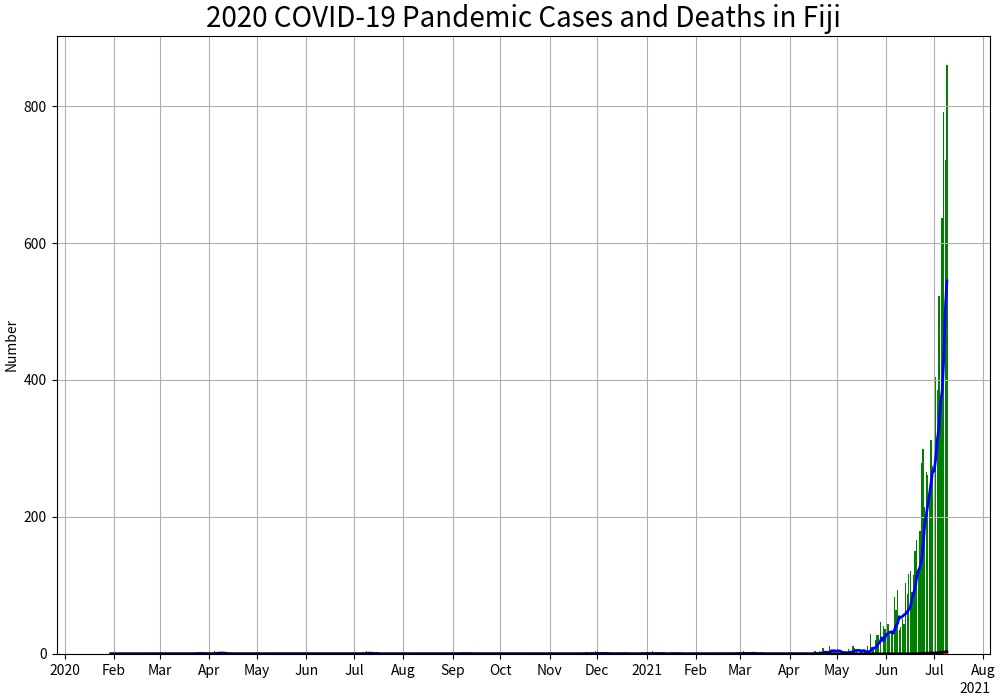 2020 COVID-19 Pandemic Cases and Deaths in Fiji
Number
800
600
400
200
0
2020 Feb Mar Apr May Jun Jul Aug Sep Oct Nov Dec 2021 Feb Mar Apr May Jun Jul Aug
2021